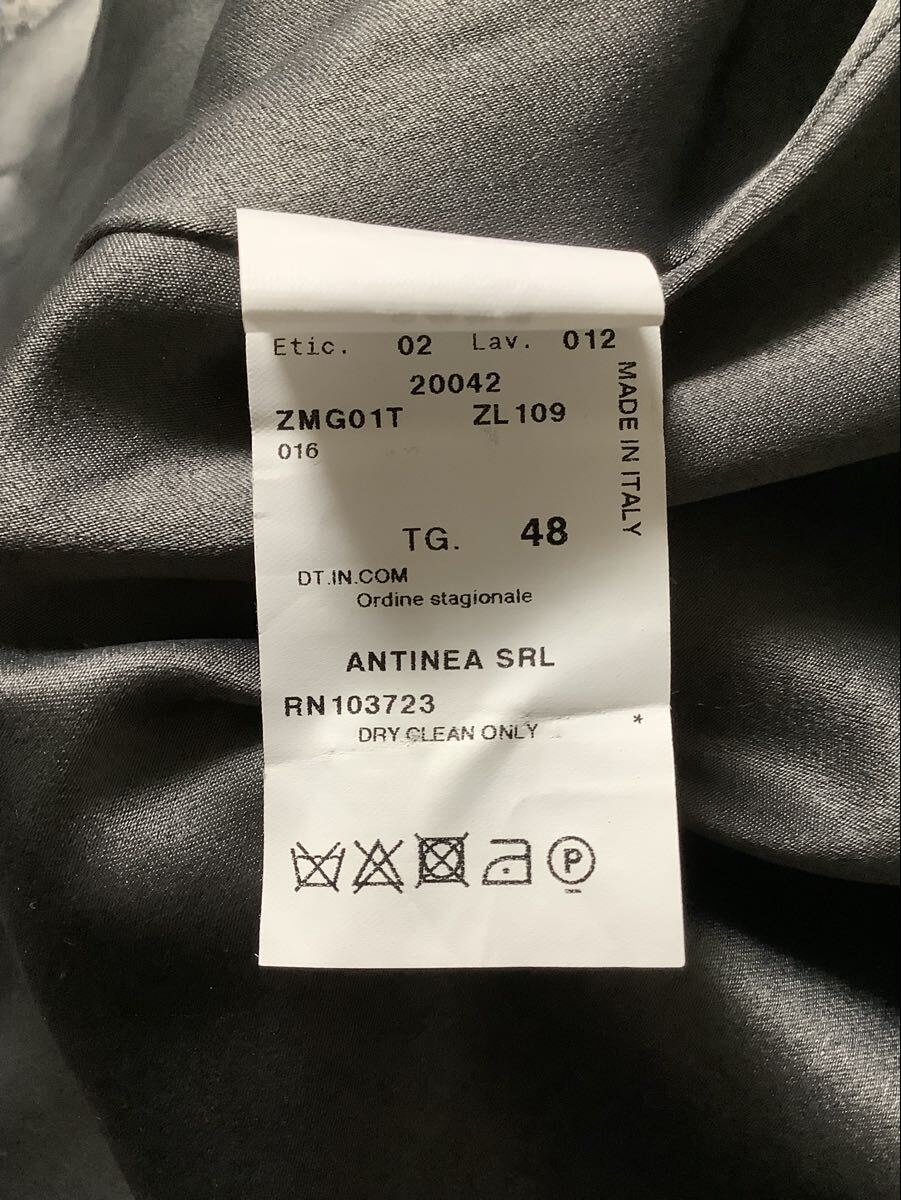 Etic. 02 Lav. 012
20042
ZMG01T ZL109
016
MADE IN ITALY
TG. 48
DT.IN.COM
Ordine stagionale
ANTINEA SRL
RN103723
DRY CLEAN ONLY *
P